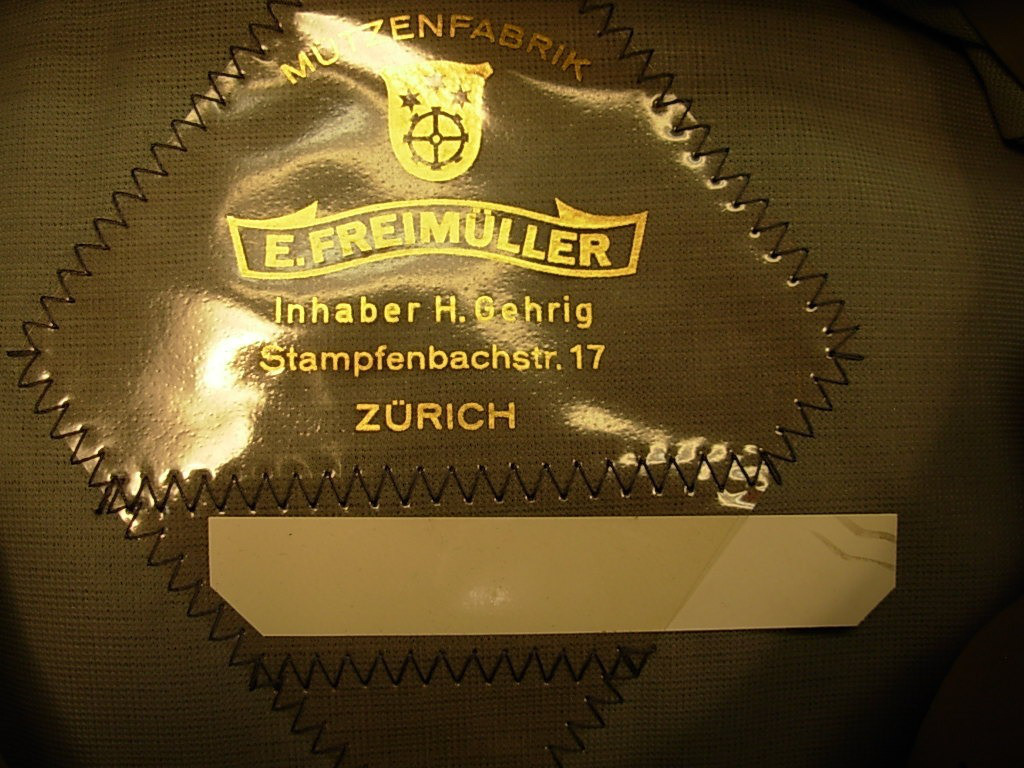 MÜTZENFABRIK
E. FREIMÜLLER
Inhaber H. Gehrig
Stampfenbachstr. 17
ZÜRICH